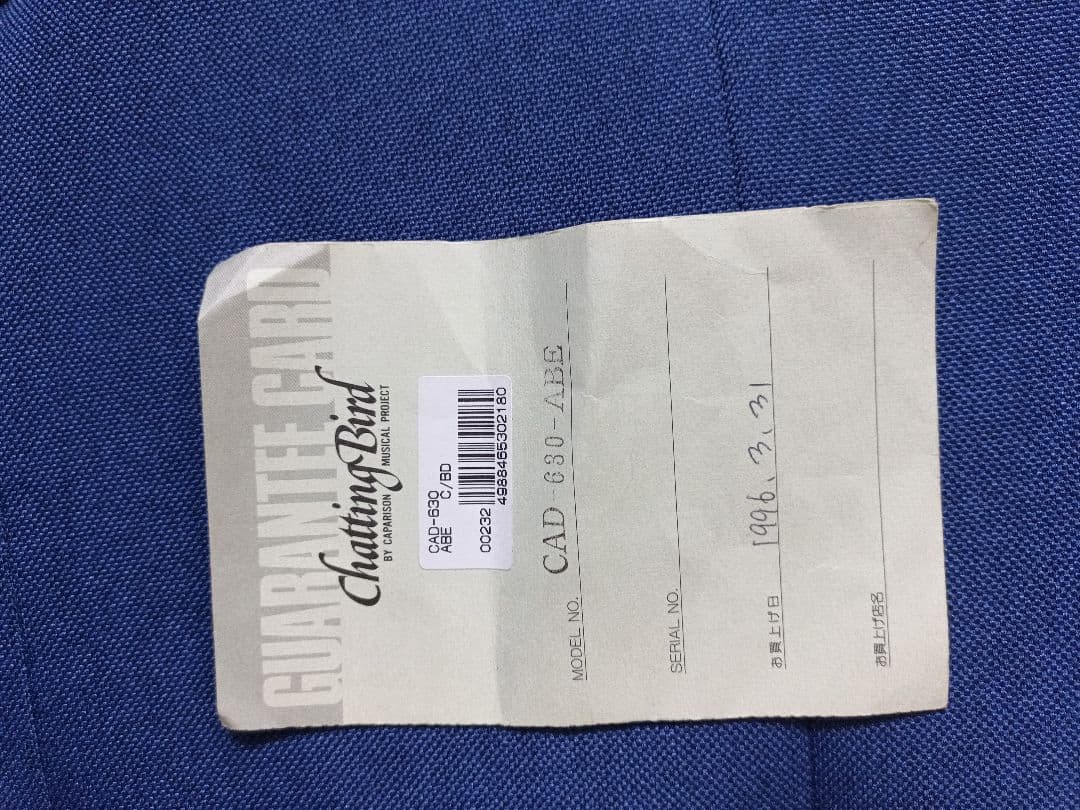 GUARANTEE CARD
ChattingBird
BY CAPARISON MUSICAL PROJECT
CAD-630
ABE C/BD
00232
4988465302180
MODEL NO. CAD-630-ABE
SERIAL NO.
お買上げ日 1996.3.31
お買上げ店名